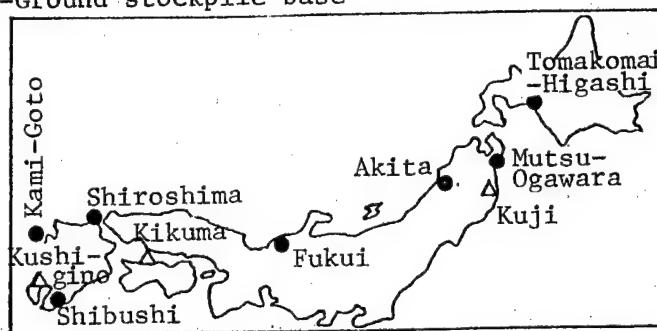 -Ground stockpile base
Tomakomai
-Higashi
Kami-Goto
Mutsu-
Ogawara
Akita
Shiroshima
Kuji
Kikuma
Kushi-
gino
Fukui
Shibushi